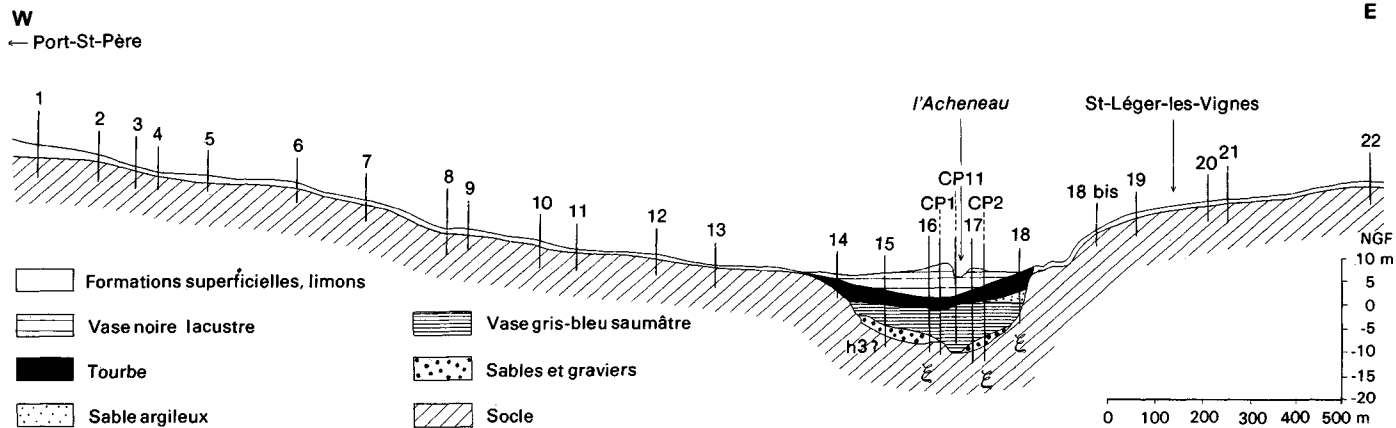 W
E
← Port-St-Père
l'Acheneau
St-Léger-les-Vignes
1
2
3
4
5
6
7
8
9
10
11
12
13
14
15
16
CP1
CP11
17
CP2
18
18 bis
19
20
21
22
h3?
ξ
ξ
ξ
NGF
10 m
5
0
-5
-10
-15
-20
0 100 200 300 400 500 m
Formations superficielles, limons
Vase noire lacustre
Tourbe
Sable argileux
Vase gris-bleu saumâtre
Sables et graviers
Socle